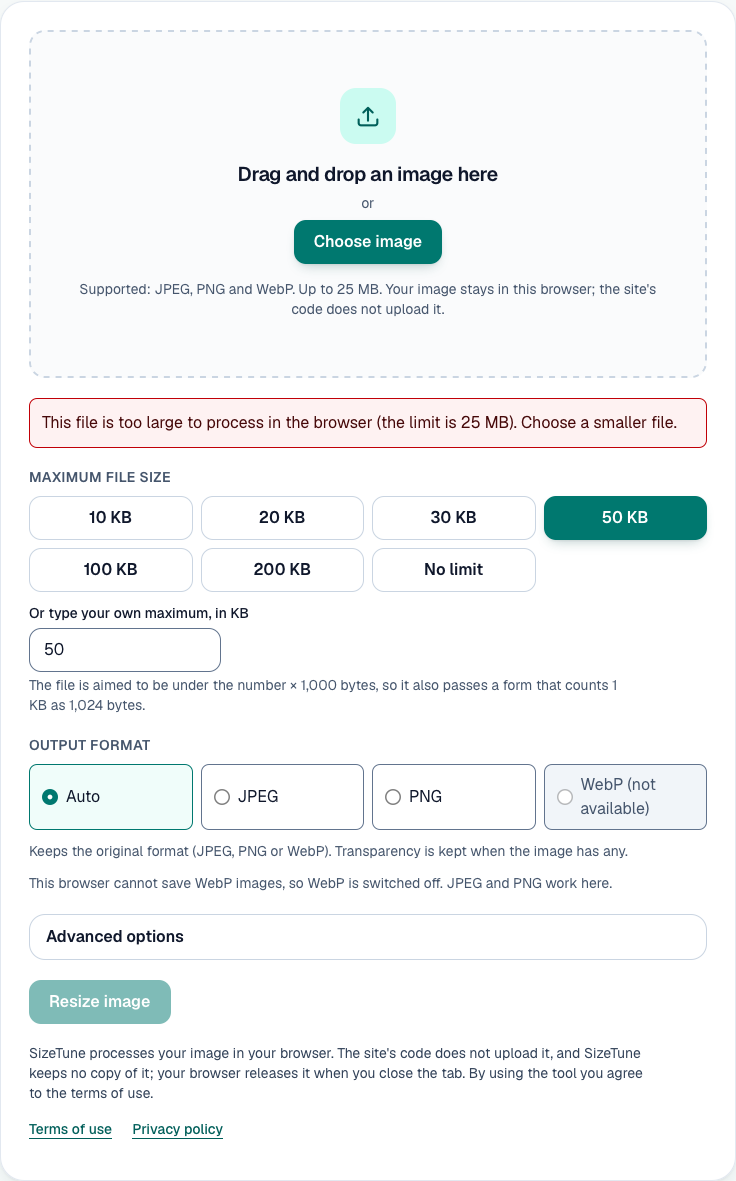 Drag and drop an image here
or
Choose image
Supported: JPEG, PNG and WebP. Up to 25 MB. Your image stays in this browser; the site's
code does not upload it.
This file is too large to process in the browser (the limit is 25 MB). Choose a smaller file.
MAXIMUM FILE SIZE
10 KB
20 KB
30 KB
50 KB
100 KB
200 KB
No limit
Or type your own maximum, in KB
50
The file is aimed to be under the number × 1,000 bytes, so it also passes a form that counts 1
KB as 1,024 bytes.
OUTPUT FORMAT
Auto
JPEG
PNG
WebP (not
available)
Keeps the original format (JPEG, PNG or WebP). Transparency is kept when the image has any.
This browser cannot save WebP images, so WebP is switched off. JPEG and PNG work here.
Advanced options
Resize image
SizeTune processes your image in your browser. The site's code does not upload it, and SizeTune
keeps no copy of it; your browser releases it when you close the tab. By using the tool you agree
to the terms of use.
Terms of use
Privacy policy